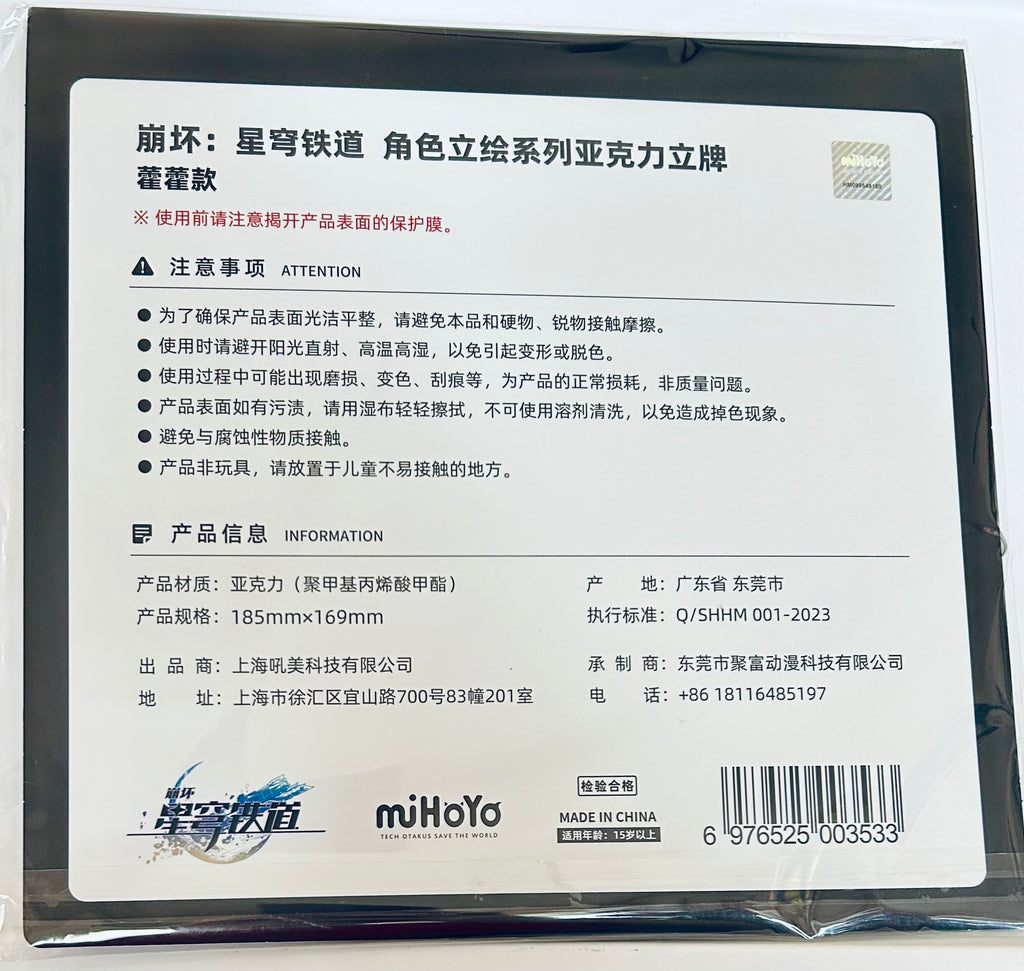 崩坏：星穹铁道 角色立绘系列亚克力立牌
miHoYo
藿藿款
※ 使用前请注意揭开产品表面的保护膜。
注意事项 ATTENTION
● 为了确保产品表面光洁平整，请避免本品和硬物、锐物接触摩擦。
● 使用时请避开阳光直射、高温高湿，以免引起变形或脱色。
● 使用过程中可能出现磨损、变色、刮痕等，为产品的正常损耗，非质量问题。
● 产品表面如有污渍，请用湿布轻轻擦拭，不可使用溶剂清洗，以免造成掉色现象。
● 避免与腐蚀性物质接触。
● 产品非玩具，请放置于儿童不易接触的地方。
产品信息 INFORMATION
产品材质：亚克力（聚甲基丙烯酸甲酯） 产 地：广东省 东莞市
产品规格：185mm×169mm 执行标准：Q/SHHM 001-2023
出 品 商：上海吼美科技有限公司 承 制 商：东莞市聚富动漫科技有限公司
地 址：上海市徐汇区宜山路700号83幢201室 电 话：+86 18116485197
崩坏
星穹铁道
miHoYo
TECH OTAKUS SAVE THE WORLD
检验合格
MADE IN CHINA
适用年龄：15岁以上
6 976525 003533